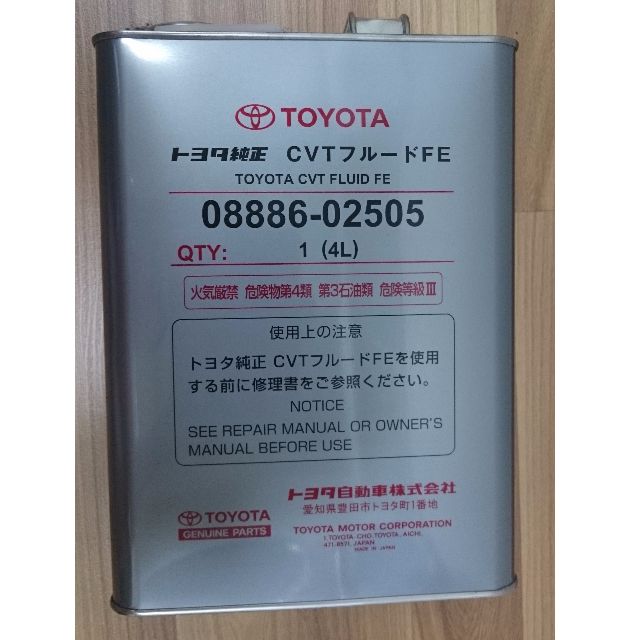 TOYOTA
トヨタ純正 CVTフルードFE
TOYOTA CVT FLUID FE
08886-02505
QTY: 1 (4L)
火気厳禁 危険物第4類 第3石油類 危険等級Ⅲ
使用上の注意
トヨタ純正 CVTフルードFEを使用
する前に修理書をご参照ください。
NOTICE
SEE REPAIR MANUAL OR OWNER'S
MANUAL BEFORE USE
トヨタ自動車株式会社
愛知県豊田市トヨタ町1番地
TOYOTA
GENUINE PARTS
TOYOTA MOTOR CORPORATION
1,TOYOTA CHO,TOYOTA, AICHI,
471-8571, JAPAN
MADE IN JAPAN